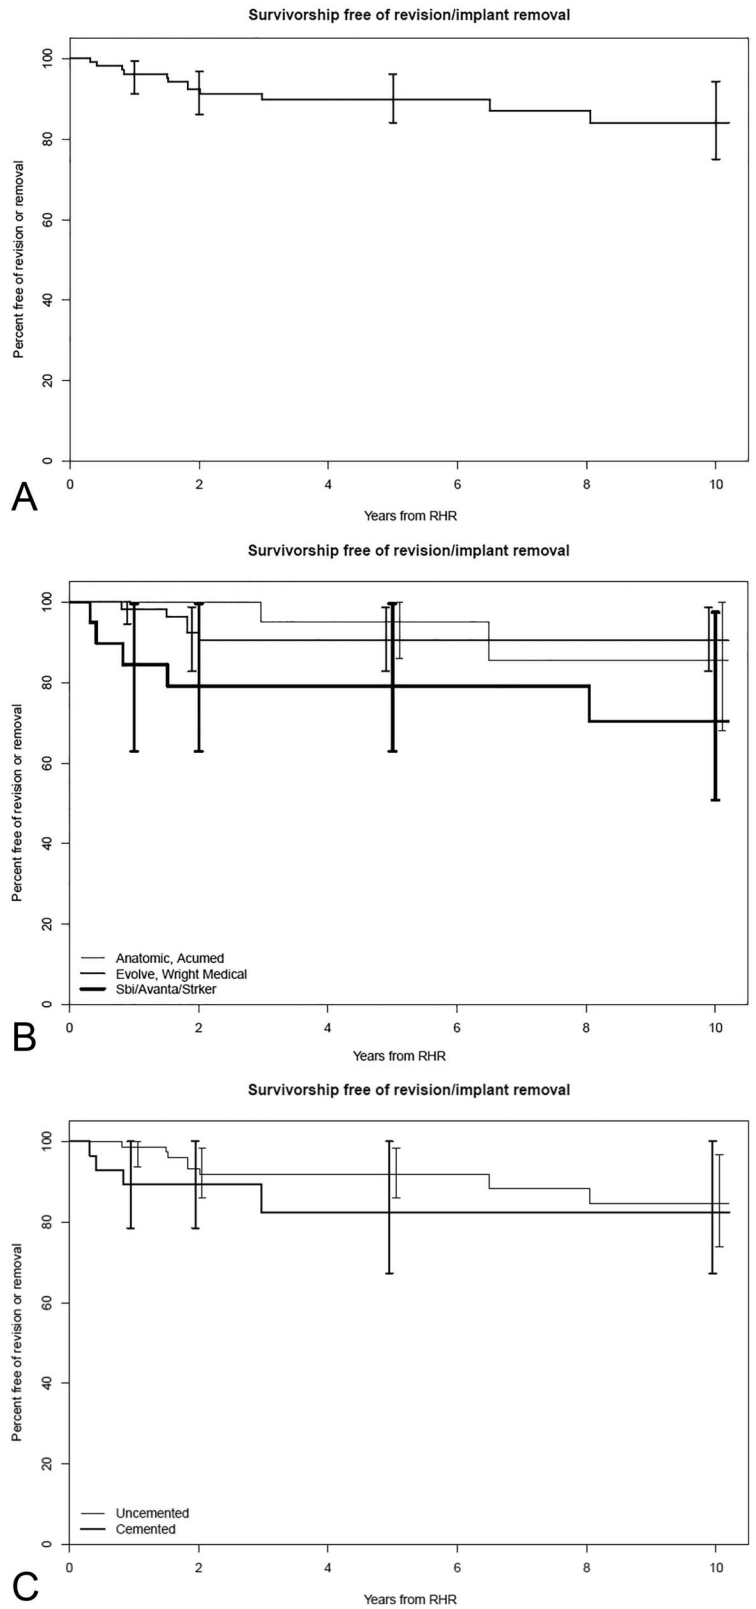 Survivorship free of revision/implant removal
Percent free of revision or removal
100
80
60
40
20
0
0 2 4 6 8 10
Years from RHR
A
Survivorship free of revision/implant removal
Percent free of revision or removal
100
80
60
40
20
0
Anatomic, Acumed
Evolve, Wright Medical
Sbi/Avanta/Strker
0 2 4 6 8 10
Years from RHR
B
Survivorship free of revision/implant removal
Percent free of revision or removal
100
80
60
40
20
0
Uncemented
Cemented
0 2 4 6 8 10
Years from RHR
C